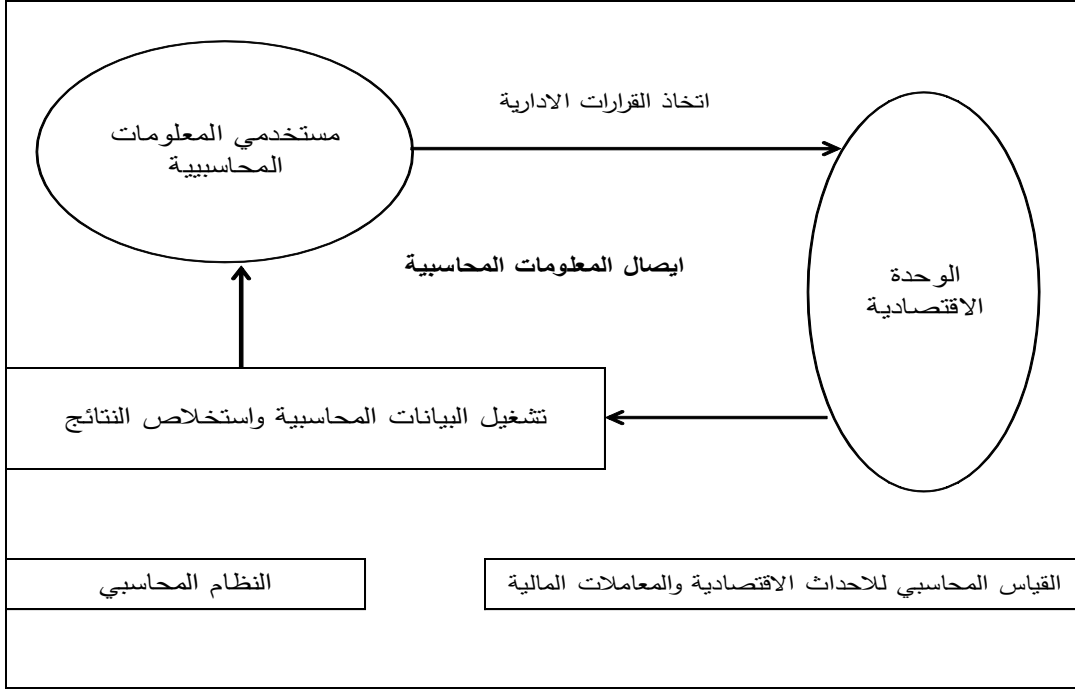 اتخاذ القرارات الادارية
مستخدمي المعلومات
المحاسبيية
ايصال المعلومات المحاسبية
الوحدة
الاقتصادية
تشغيل البيانات المحاسبية واستخلاص النتائج
القياس المحاسبي للاحداث الاقتصادية والمعاملات المالية
النظام المحاسبي